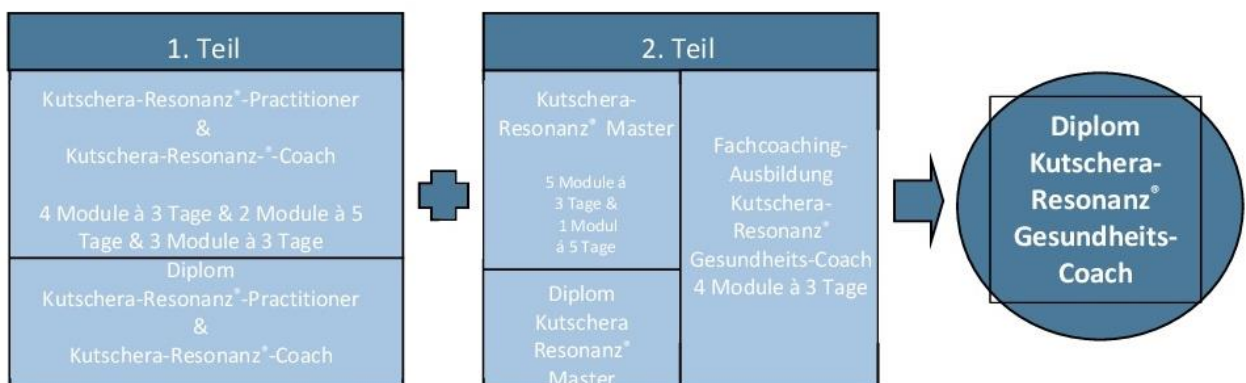 1. Teil
Kutschera-Resonanz®-Practitioner
&
Kutschera-Resonanz-®-Coach
4 Module à 3 Tage & 2 Module à 5
Tage & 3 Module à 3 Tage
Diplom
Kutschera-Resonanz®-Practitioner
&
Kutschera-Resonanz®-Coach
2. Teil
Kutschera-
Resonanz® Master
5 Module á
3 Tage &
1 Modul
á 5 Tage
Diplom
Kutschera
Resonanz®
Master
Fachcoaching-
Ausbildung
Kutschera-
Resonanz®
Gesundheits-Coach
4 Module à 3 Tage
Diplom
Kutschera-
Resonanz®
Gesundheits-
Coach